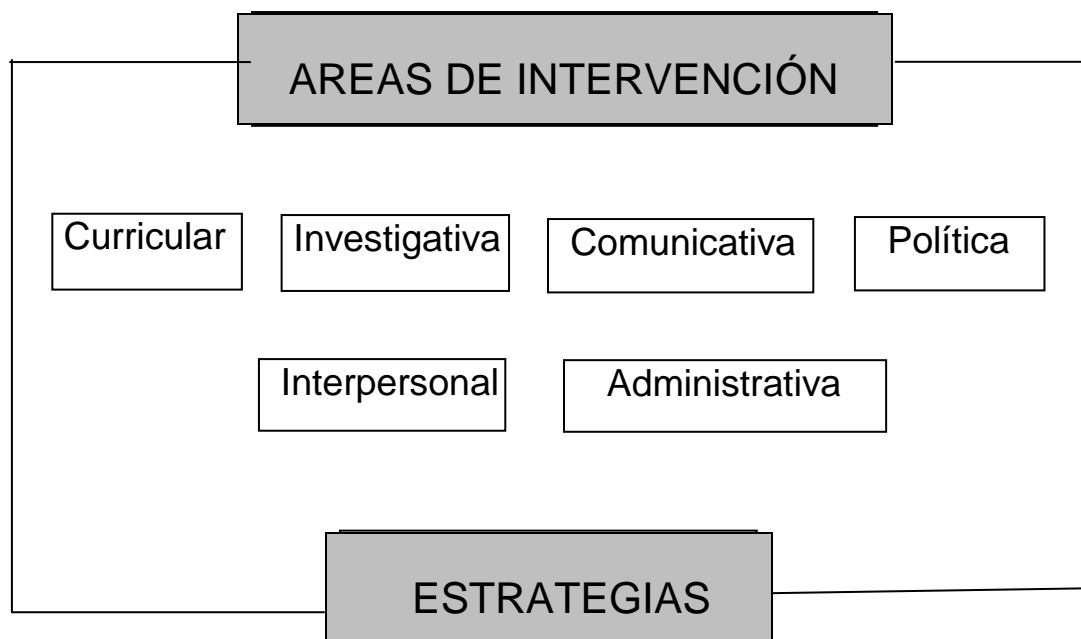 AREAS DE INTERVENCIÓN
Curricular
Investigativa
Comunicativa
Política
Interpersonal
Administrativa
ESTRATEGIAS